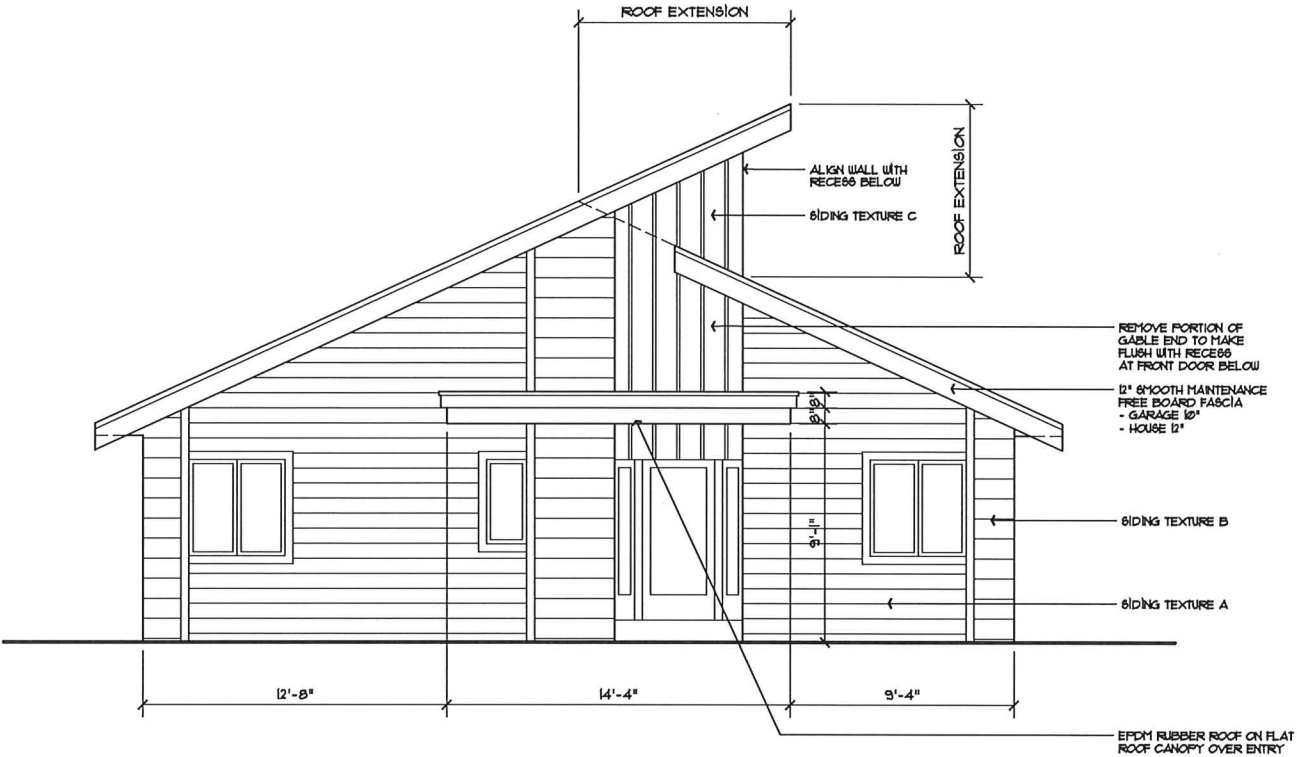 ROOF EXTENSION
ROOF EXTENSION
ALIGN WALL WITH
RECESS BELOW
SIDING TEXTURE C
REMOVE PORTION OF
GABLE END TO MAKE
FLUSH WITH RECESS
AT FRONT DOOR BELOW
12" SMOOTH MAINTENANCE
FREE BOARD FASCIA
- GARAGE 10"
- HOUSE 12"
8"
8"
9'-1"
SIDING TEXTURE B
SIDING TEXTURE A
12'-8"
14'-4"
9'-4"
EPDM RUBBER ROOF ON FLAT
ROOF CANOPY OVER ENTRY